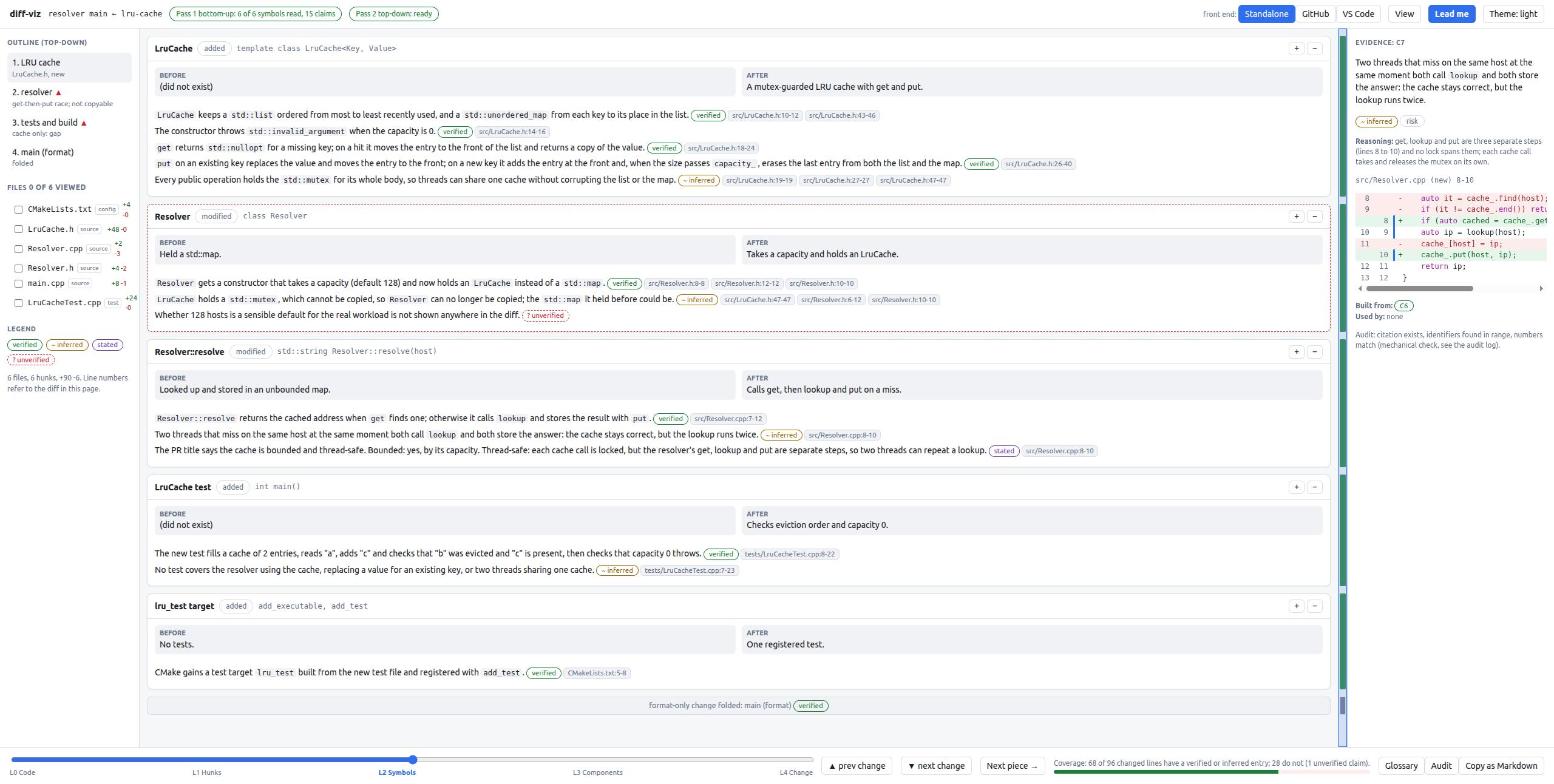 diff-viz resolver main ← lru-cache Pass 1 bottom-up: 6 of 6 symbols read, 15 claims Pass 2 top-down: ready front end: Standalone GitHub VS Code View Lead me Theme: light
OUTLINE (TOP-DOWN)
1. LRU cache
LruCache.h, new
2. resolver ▲
get-then-put race; not copyable
3. tests and build ▲
cache only: gap
4. main (format)
folded
FILES 0 OF 6 VIEWED
CMakeLists.txt config +4 -0
LruCache.h source +48 -0
Resolver.cpp source +2 -3
Resolver.h source +4 -2
main.cpp source +8 -1
LruCacheTest.cpp test +24 -0
LEGEND
verified ~ inferred stated
? unverified
6 files, 6 hunks, +90 -6. Line numbers
refer to the diff in this page.
LruCache added template class LruCache<Key, Value> + −
BEFORE
(did not exist)
AFTER
A mutex-guarded LRU cache with get and put.
LruCache keeps a std::list ordered from most to least recently used, and a std::unordered_map from each key to its place in the list. verified src/LruCache.h:10-12 src/LruCache.h:43-46
The constructor throws std::invalid_argument when the capacity is 0. verified src/LruCache.h:14-16
get returns std::nullopt for a missing key; on a hit it moves the entry to the front of the list and returns a copy of the value. verified src/LruCache.h:18-24
put on an existing key replaces the value and moves the entry to the front; on a new key it adds the entry at the front and, when the size passes capacity_, erases the last entry from both the list and the map. verified src/LruCache.h:26-40
Every public operation holds the std::mutex for its whole body, so threads can share one cache without corrupting the list or the map. ~ inferred src/LruCache.h:19-19 src/LruCache.h:27-27 src/LruCache.h:47-47
Resolver modified class Resolver + −
BEFORE
Held a std::map.
AFTER
Takes a capacity and holds an LruCache.
Resolver gets a constructor that takes a capacity (default 128) and now holds an LruCache instead of a std::map. verified src/Resolver.h:8-8 src/Resolver.h:12-12 src/Resolver.h:10-10
LruCache holds a std::mutex, which cannot be copied, so Resolver can no longer be copied; the std::map it held before could be. ~ inferred src/LruCache.h:47-47 src/Resolver.h:6-12 src/Resolver.h:10-10
Whether 128 hosts is a sensible default for the real workload is not shown anywhere in the diff. ? unverified
Resolver::resolve modified std::string Resolver::resolve(host) + −
BEFORE
Looked up and stored in an unbounded map.
AFTER
Calls get, then lookup and put on a miss.
Resolver::resolve returns the cached address when get finds one; otherwise it calls lookup and stores the result with put. verified src/Resolver.cpp:7-12
Two threads that miss on the same host at the same moment both call lookup and both store the answer: the cache stays correct, but the lookup runs twice. ~ inferred src/Resolver.cpp:8-10
The PR title says the cache is bounded and thread-safe. Bounded: yes, by its capacity. Thread-safe: each cache call is locked, but the resolver's get, lookup and put are separate steps, so two threads can repeat a lookup. stated src/Resolver.cpp:8-10
LruCache test added int main() + −
BEFORE
(did not exist)
AFTER
Checks eviction order and capacity 0.
The new test fills a cache of 2 entries, reads "a", adds "c" and checks that "b" was evicted and "c" is present, then checks that capacity 0 throws. verified tests/LruCacheTest.cpp:8-22
No test covers the resolver using the cache, replacing a value for an existing key, or two threads sharing one cache. ~ inferred tests/LruCacheTest.cpp:7-23
lru_test target added add_executable, add_test + −
BEFORE
No tests.
AFTER
One registered test.
CMake gains a test target lru_test built from the new test file and registered with add_test. verified CMakeLists.txt:5-8
format-only change folded: main (format) verified
EVIDENCE: C7
Two threads that miss on the same host at the
same moment both call lookup and both store
the answer: the cache stays correct, but the
lookup runs twice.
~ inferred risk
Reasoning: get, lookup and put are three separate steps
(lines 8 to 10) and no lock spans them; each cache call
takes and releases the mutex on its own.
src/Resolver.cpp (new) 8-10
8 - auto it = cache_.find(host);
9 - if (it != cache_.end()) retu
8 + if (auto cached = cache_.get
10 9 auto ip = lookup(host);
11 - cache_[host] = ip;
10 + cache_.put(host, ip);
12 11 return ip;
13 12 }
Built from: C6
Used by: none
Audit: citation exists, identifiers found in range, numbers
match (mechanical check, see the audit log).
L0 Code L1 Hunks L2 Symbols L3 Components L4 Change
▲ prev change ▼ next change Next piece → Coverage: 68 of 96 changed lines have a verified or inferred entry; 28 do not (1 unverified claim). Glossary Audit Copy as Markdown